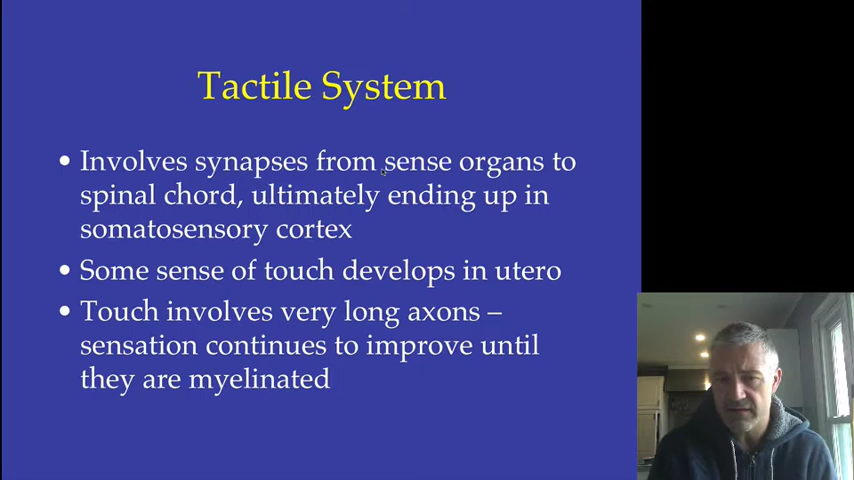 Tactile System
• Involves synapses from sense organs to
spinal chord, ultimately ending up in
somatosensory cortex
• Some sense of touch develops in utero
• Touch involves very long axons –
sensation continues to improve until
they are myelinated